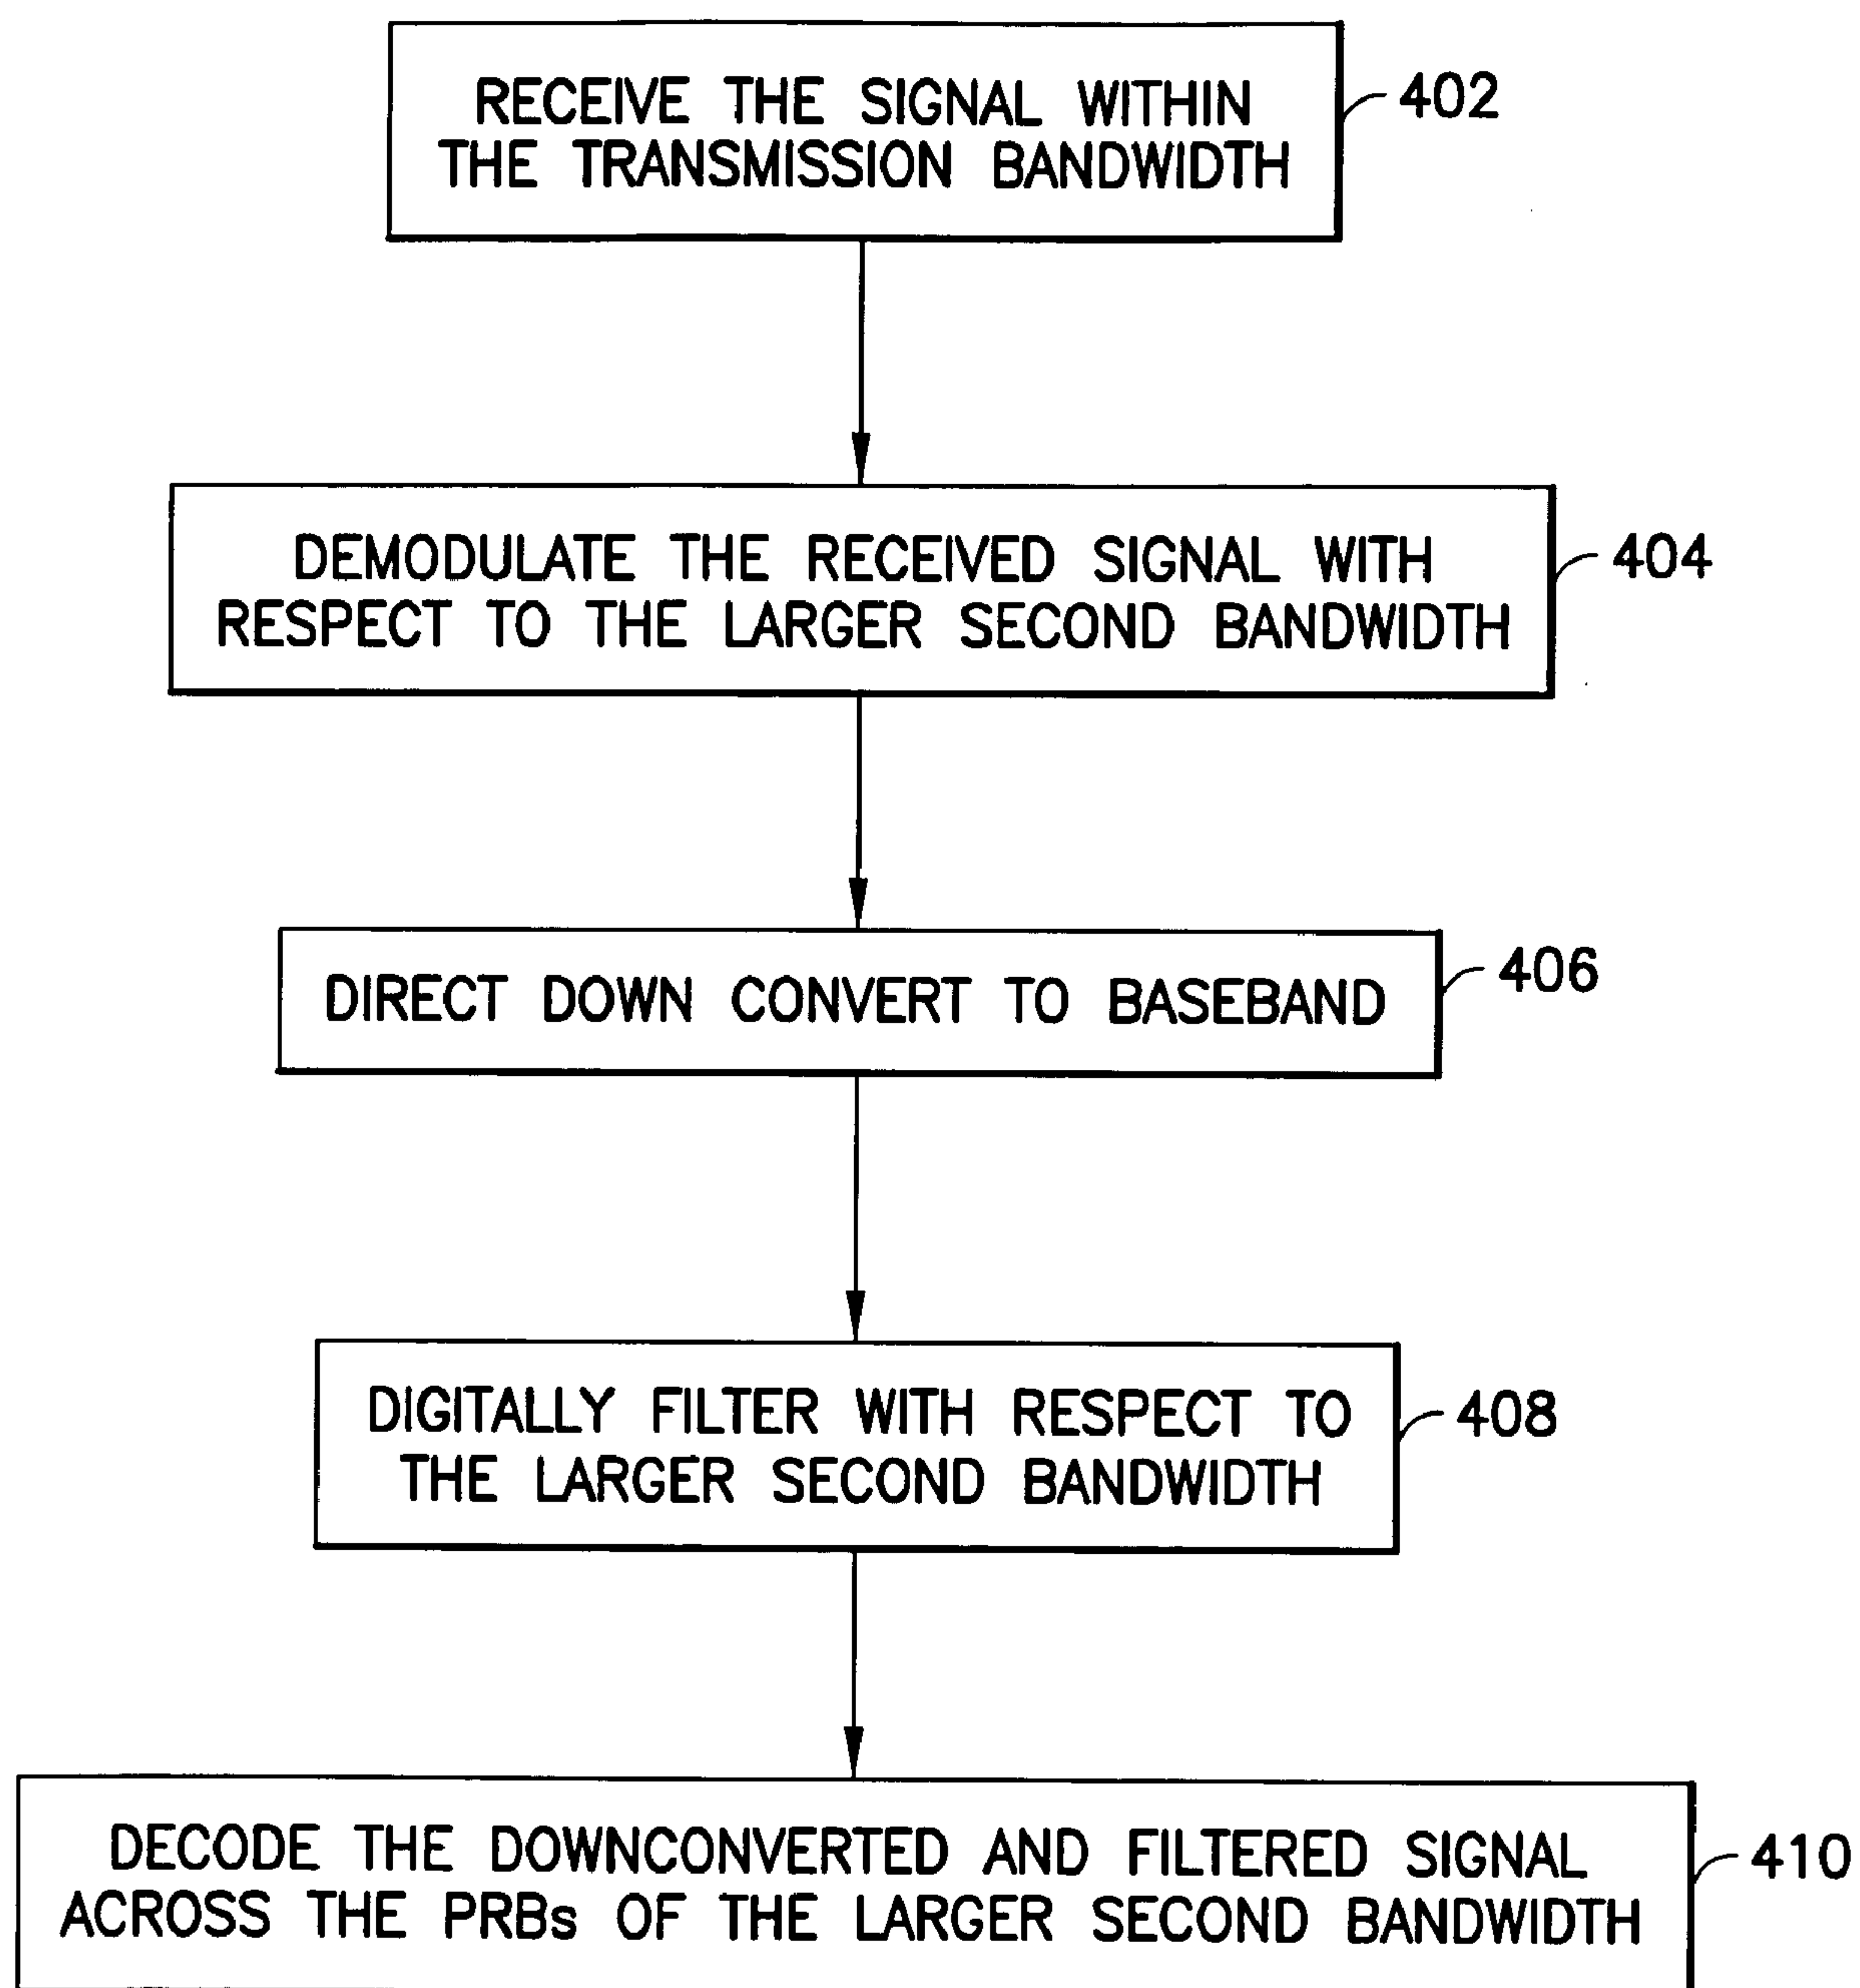 RECEIVE THE SIGNAL WITHIN
THE TRANSMISSION BANDWIDTH
402
DEMODULATE THE RECEIVED SIGNAL WITH
RESPECT TO THE LARGER SECOND BANDWIDTH
404
DIRECT DOWN CONVERT TO BASEBAND
406
DIGITALLY FILTER WITH RESPECT TO
THE LARGER SECOND BANDWIDTH
408
DECODE THE DOWNCONVERTED AND FILTERED SIGNAL
ACROSS THE PRBs OF THE LARGER SECOND BANDWIDTH
410